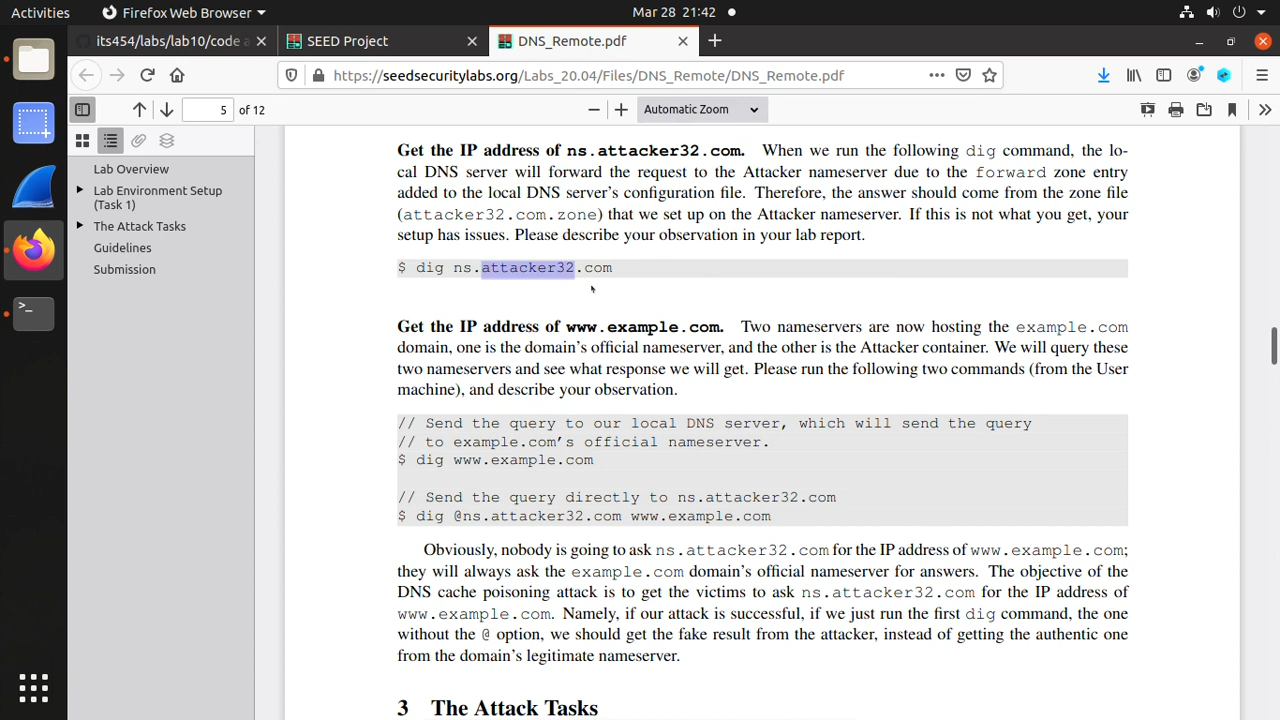 Activities
Firefox Web Browser
Mar 28 21:42
its454/labs/lab10/code a
SEED Project
DNS_Remote.pdf
https://seedsecuritylabs.org/Labs_20.04/Files/DNS_Remote/DNS_Remote.pdf
5
of 12
Automatic Zoom
Lab Overview
Lab Environment Setup
(Task 1)
The Attack Tasks
Guidelines
Submission
Get the IP address of ns.attacker32.com. When we run the following dig command, the lo-
cal DNS server will forward the request to the Attacker nameserver due to the forward zone entry
added to the local DNS server's configuration file. Therefore, the answer should come from the zone file
(attacker32.com.zone) that we set up on the Attacker nameserver. If this is not what you get, your
setup has issues. Please describe your observation in your lab report.
$ dig ns.attacker32.com
Get the IP address of www.example.com. Two nameservers are now hosting the example.com
domain, one is the domain's official nameserver, and the other is the Attacker container. We will query these
two nameservers and see what response we will get. Please run the following two commands (from the User
machine), and describe your observation.
// Send the query to our local DNS server, which will send the query
// to example.com's official nameserver.
$ dig www.example.com
// Send the query directly to ns.attacker32.com
$ dig @ns.attacker32.com www.example.com
Obviously, nobody is going to ask ns.attacker32.com for the IP address of www.example.com;
they will always ask the example.com domain's official nameserver for answers. The objective of the
DNS cache poisoning attack is to get the victims to ask ns.attacker32.com for the IP address of
www.example.com. Namely, if our attack is successful, if we just run the first dig command, the one
without the @ option, we should get the fake result from the attacker, instead of getting the authentic one
from the domain's legitimate nameserver.
3 The Attack Tasks